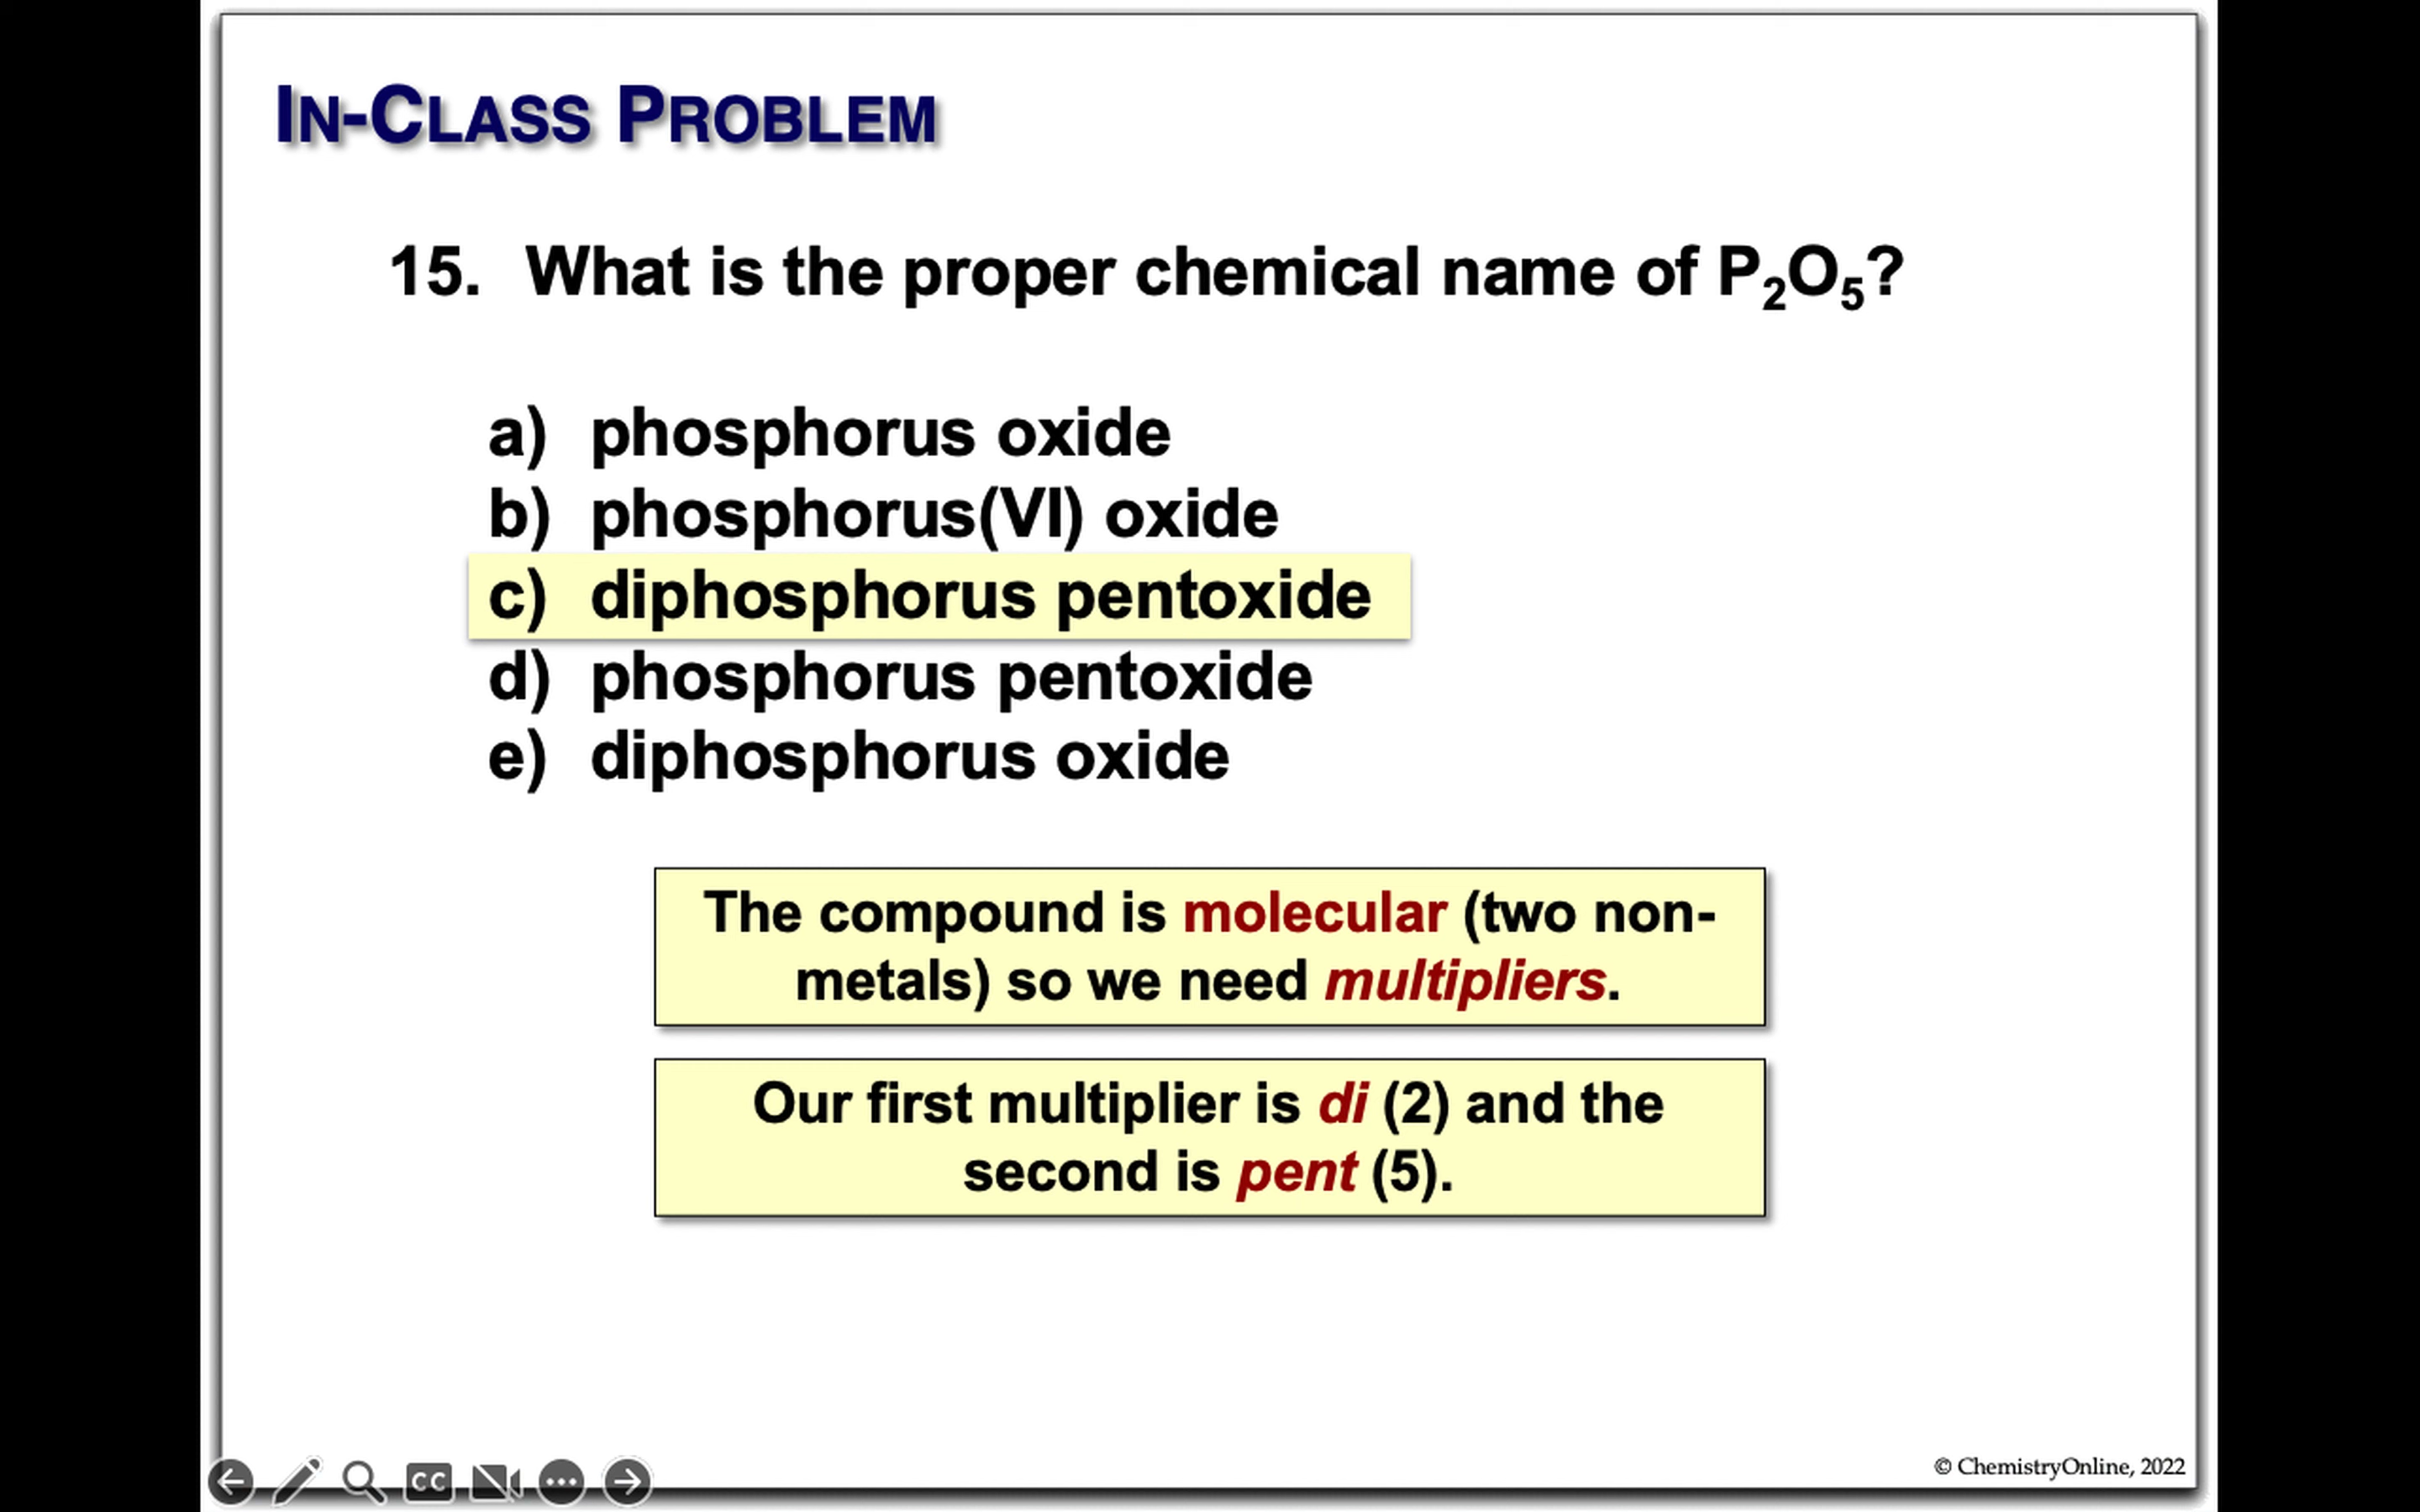 IN-CLASS PROBLEM
15. What is the proper chemical name of P₂O₅?
a) phosphorus oxide
b) phosphorus(VI) oxide
c) diphosphorus pentoxide
d) phosphorus pentoxide
e) diphosphorus oxide
The compound is molecular (two non-
metals) so we need multipliers.
Our first multiplier is di (2) and the
second is pent (5).
CC
© ChemistryOnline, 2022